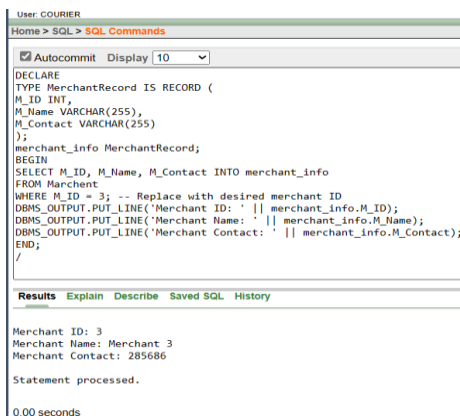 User: COURIER
Home > SQL > SQL Commands
Autocommit Display 10
DECLARE
TYPE MerchantRecord IS RECORD (
M_ID INT,
M_Name VARCHAR(255),
M_Contact VARCHAR(255)
);
merchant_info MerchantRecord;
BEGIN
SELECT M_ID, M_Name, M_Contact INTO merchant_info
FROM Marchent
WHERE M_ID = 3; -- Replace with desired merchant ID
DBMS_OUTPUT.PUT_LINE('Merchant ID: ' || merchant_info.M_ID);
DBMS_OUTPUT.PUT_LINE('Merchant Name: ' || merchant_info.M_Name);
DBMS_OUTPUT.PUT_LINE('Merchant Contact: ' || merchant_info.M_Contact);
END;
/
Results Explain Describe Saved SQL History
Merchant ID: 3
Merchant Name: Merchant 3
Merchant Contact: 285686
Statement processed.
0.00 seconds